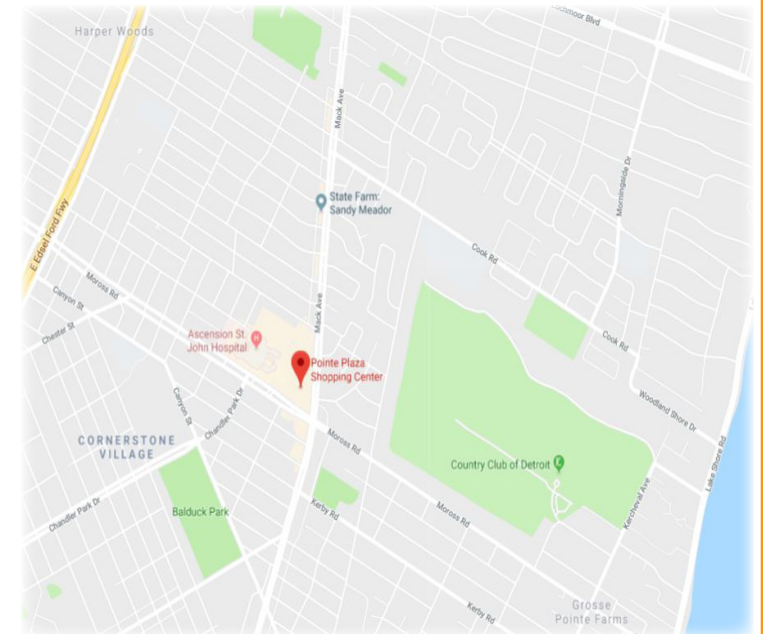 Harper Woods
Mack Ave
State Farm:
Sandy Meador
Morningside Dr
E Edsel Ford Fwy
Cook Rd
Moross Rd
Canyon St
Chester St
Mack Ave
Ascension St.
John Hospital
H
Pointe Plaza
Shopping Center
Cook Rd
Woodland Shore Dr
Canyon St
Chandler Park Dr
CORNERSTONE
VILLAGE
Moross Rd
Country Club of Detroit
Lake Shore Rd
Kercheval Ave
Chandler Park Dr
Balduck Park
Kerby Rd
Moross Rd
Kerby Rd
Grosse
Pointe Farms